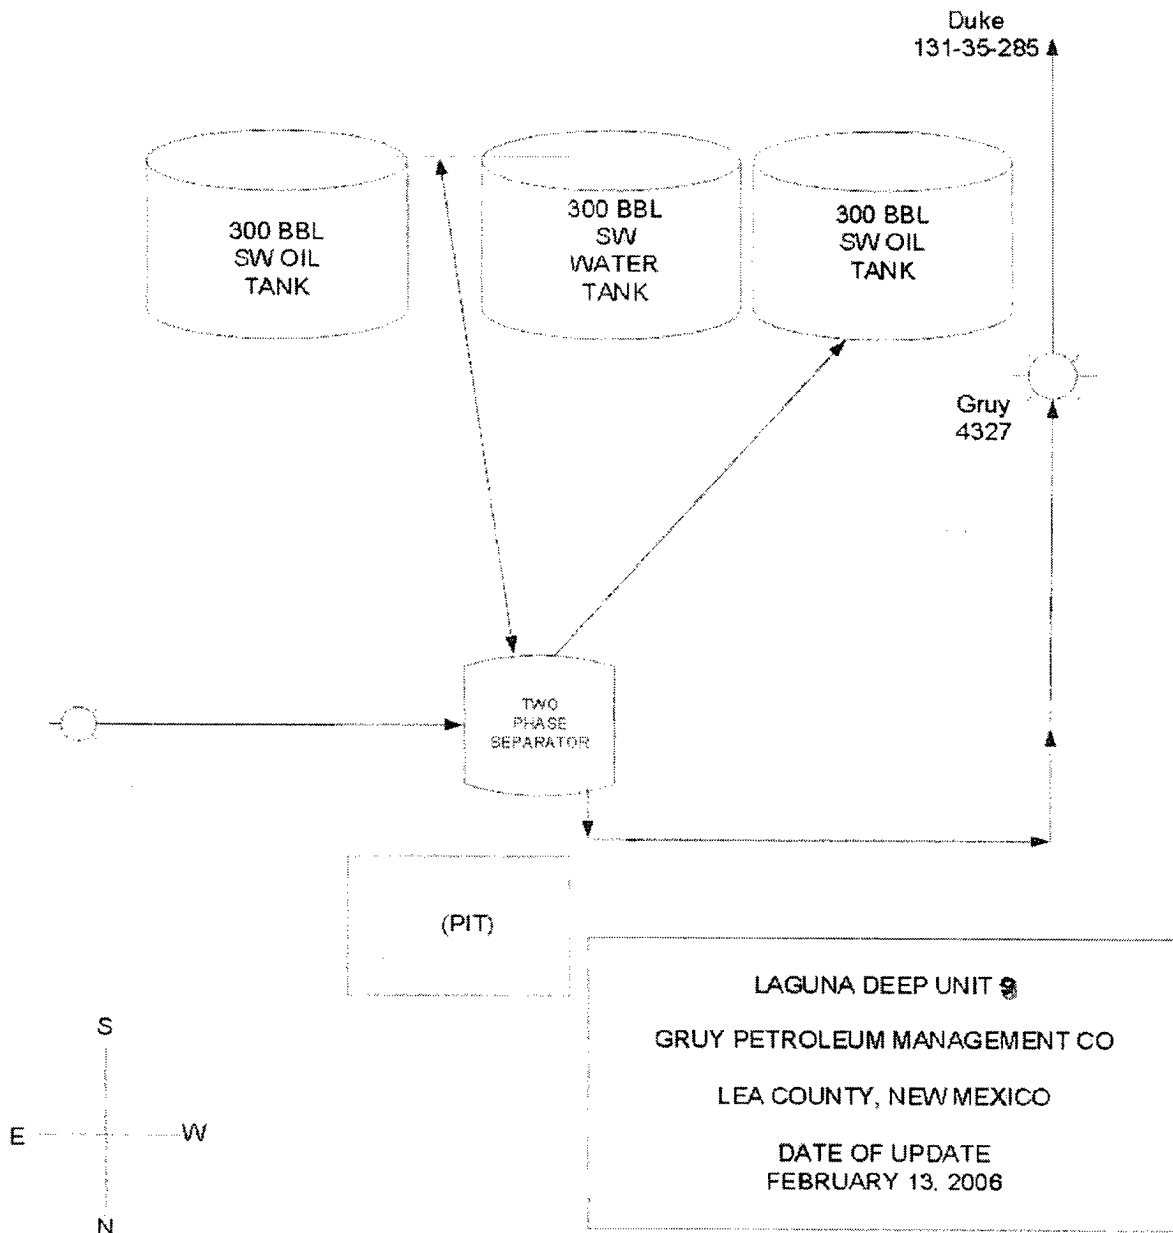 Duke
131-35-285
300 BBL
SW OIL
TANK
300 BBL
SW
WATER
TANK
300 BBL
SW OIL
TANK
Gruy
4327
TWO
PHASE
SEPARATOR
(PIT)
LAGUNA DEEP UNIT
GRUY PETROLEUM MANAGEMENT CO
LEA COUNTY, NEW MEXICO
DATE OF UPDATE
FEBRUARY 13, 2006
S
E
W
N